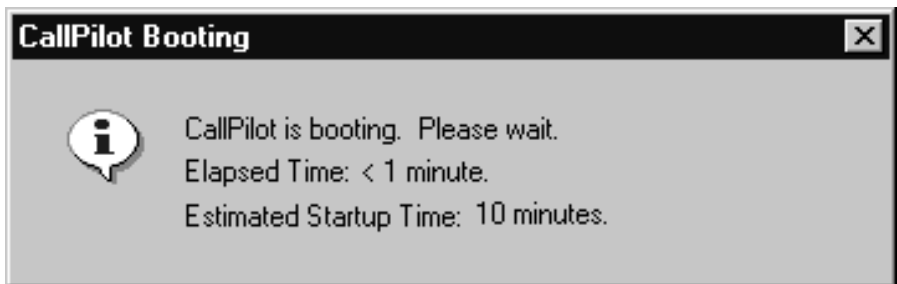 CallPilot Booting
CallPilot is booting. Please wait.
Elapsed Time: < 1 minute.
Estimated Startup Time: 10 minutes.